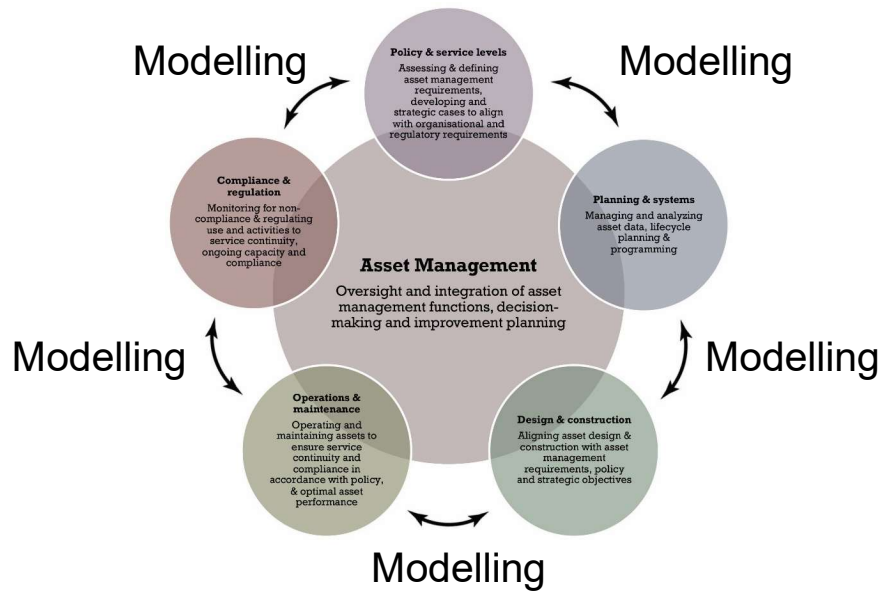 Modelling
Modelling
Policy & service levels
Assessing & defining
asset management
requirements,
developing and
strategic cases to align
with organisational and
regulatory requirements
Compliance &
regulation
Monitoring for non-
compliance & regulating
use and activities to
service continuity,
ongoing capacity and
compliance
Planning & systems
Managing and analyzing
asset data, lifecycle
planning &
programming
Asset Management
Oversight and integration of asset
management functions, decision-
making and improvement planning
Modelling
Modelling
Operations &
maintenance
Operating and
maintaining assets to
ensure service
continuity and
compliance in
accordance with policy,
& optimal asset
performance
Design & construction
Aligning asset design &
construction with asset
management
requirements, policy
and strategic objectives
Modelling